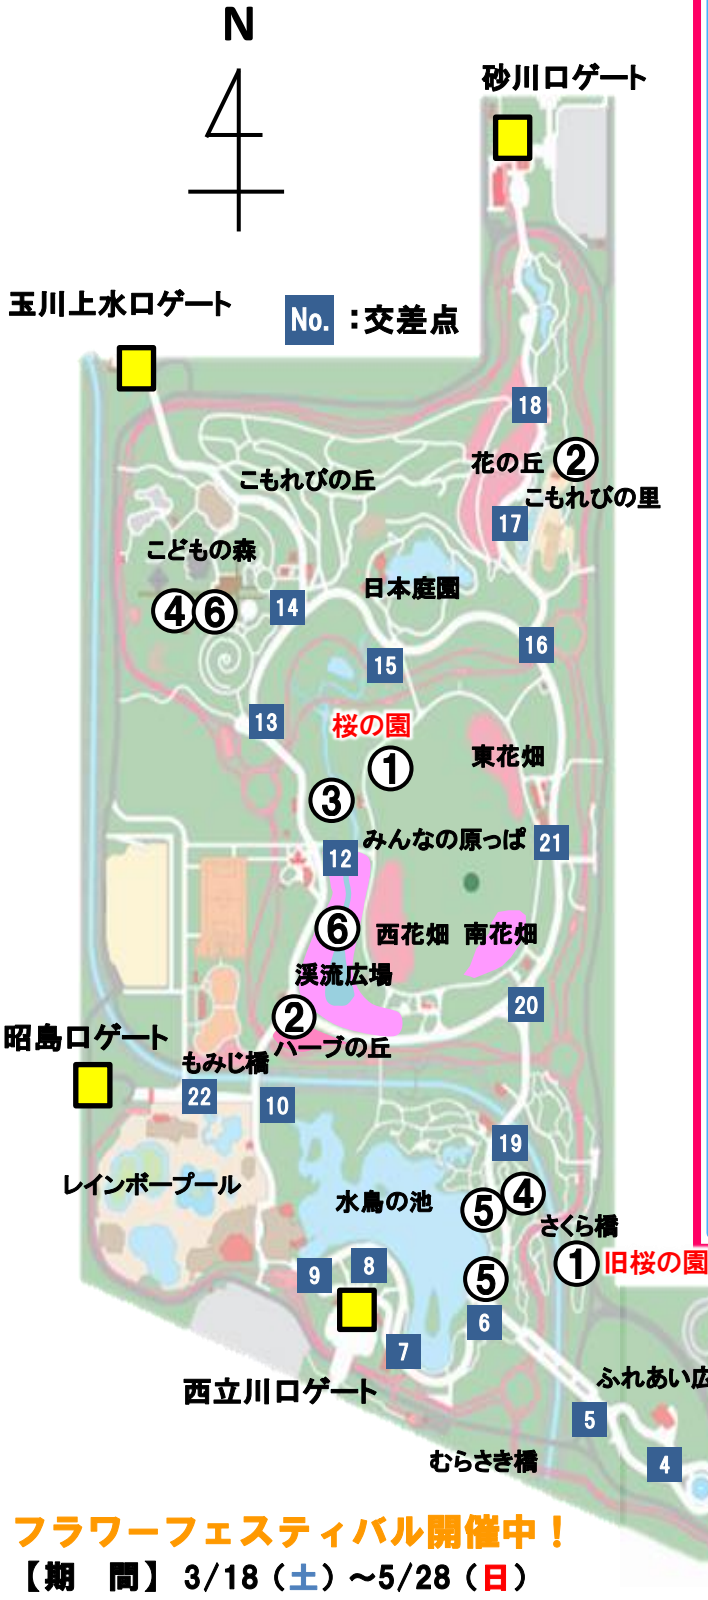 N
砂川口ゲート
玉川上水口ゲート
No. ：交差点
18
花の丘 ②
こもれびの丘
こもれびの里
17
こどもの森
日本庭園
④⑥
14
16
15
13
桜の園
①
東花畑
③
みんなの原っぱ
21
12
⑥
西花畑 南花畑
渓流広場
20
②
昭島口ゲート
ハーブの丘
もみじ橋
22
10
19
レインボープール
水鳥の池
⑤
④
さくら橋
①
旧桜の園
8
9
⑤
6
7
西立川口ゲート
ふれあい広
5
むらさき橋
4
フラワーフェスティバル開催中！
【期　間】 3/18（土）～5/28（日）